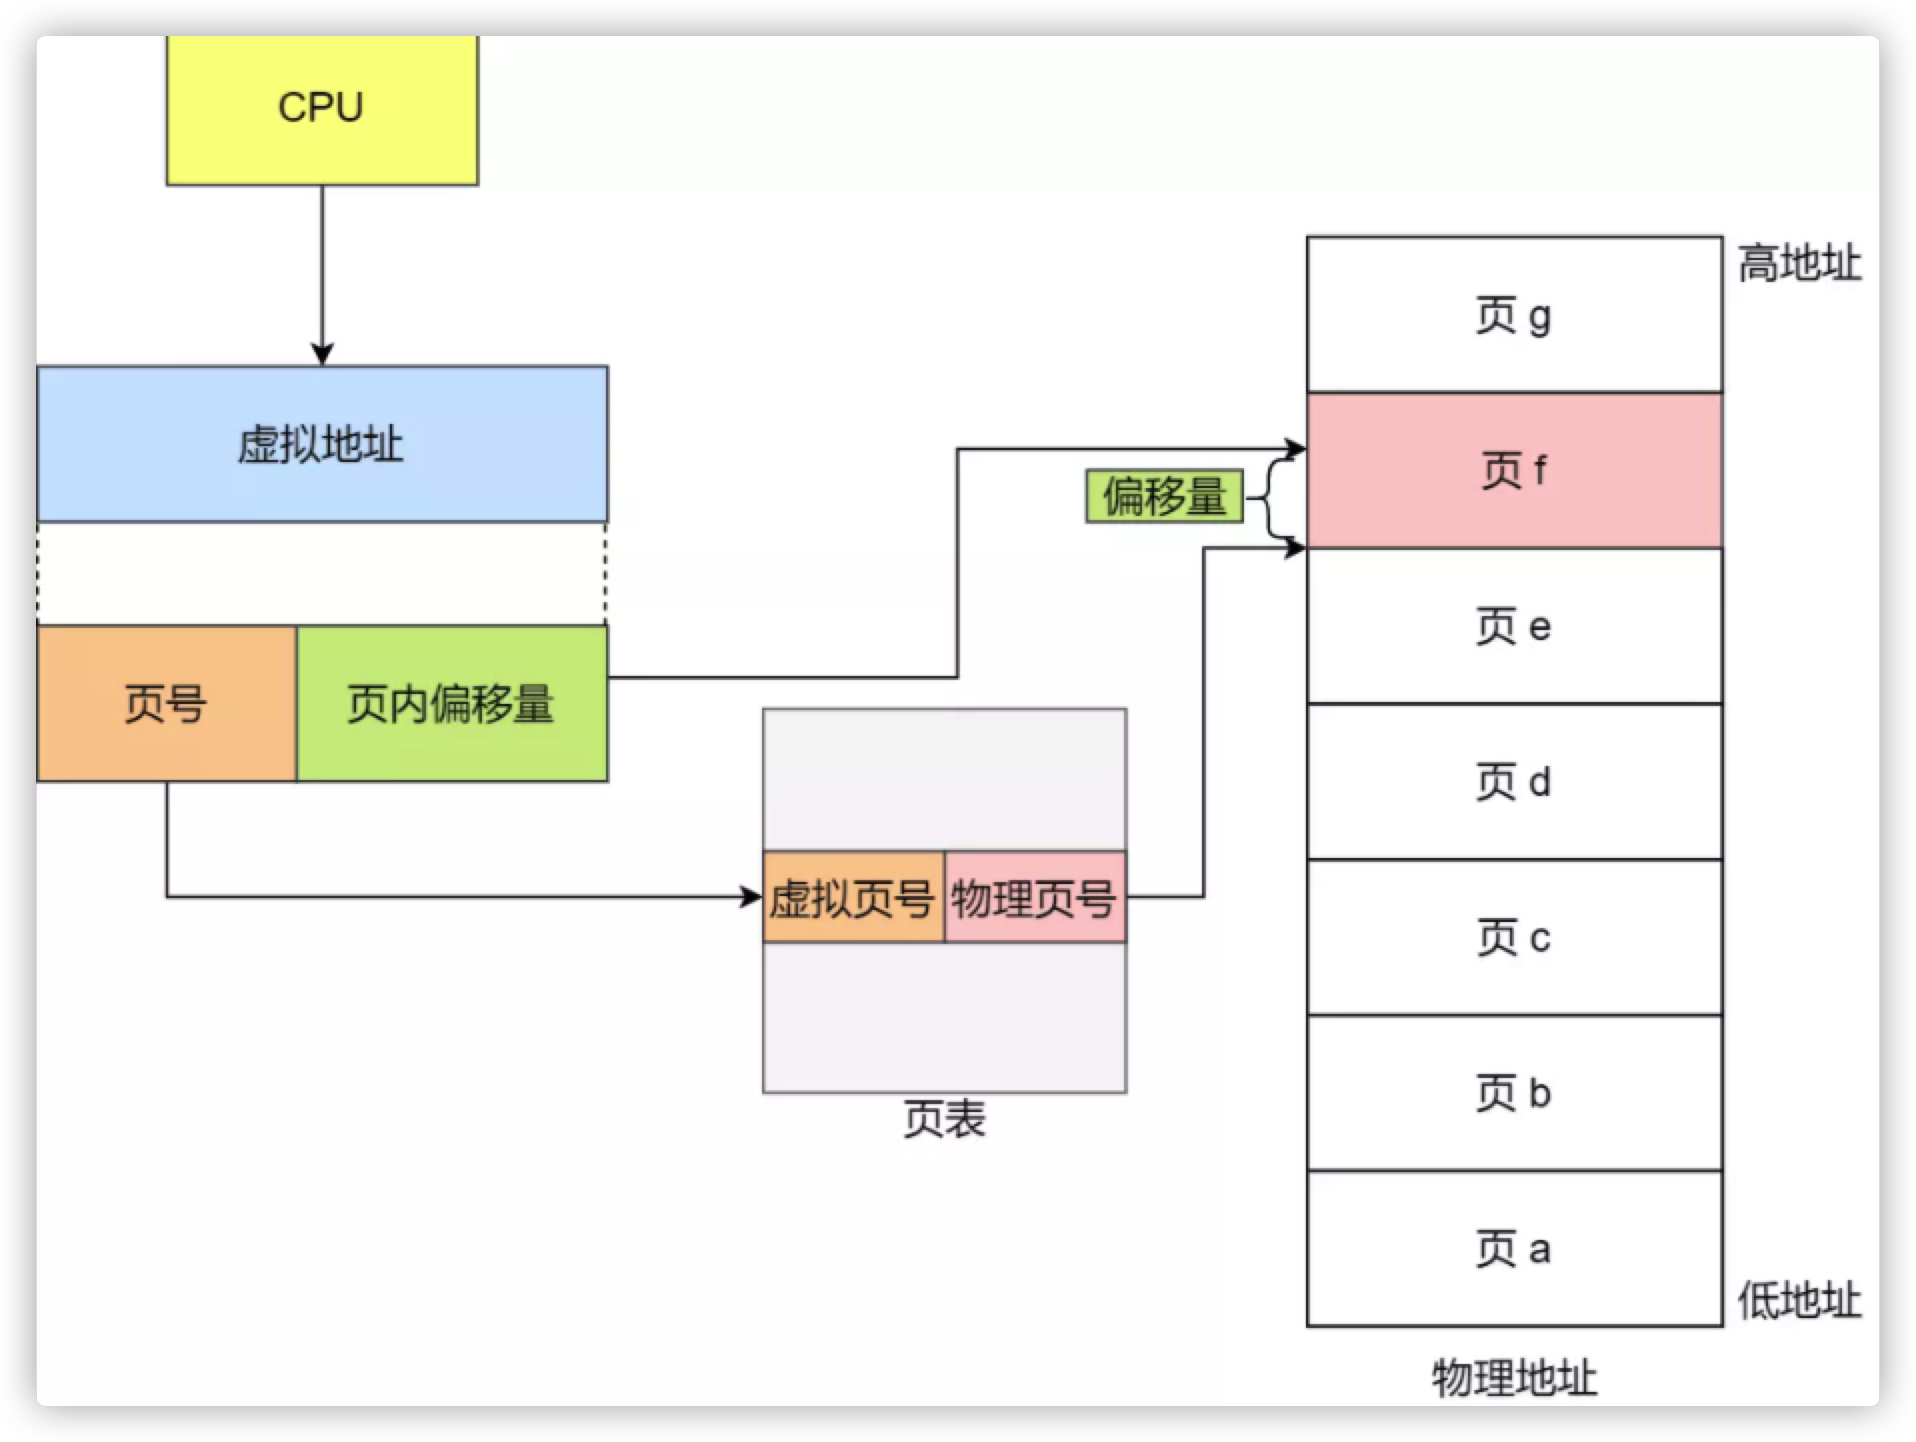 CPU
虚拟地址
页号
页内偏移量
偏移量
虚拟页号
物理页号
页表
高地址
页 g
页 f
页 e
页 d
页 c
页 b
页 a
低地址
物理地址